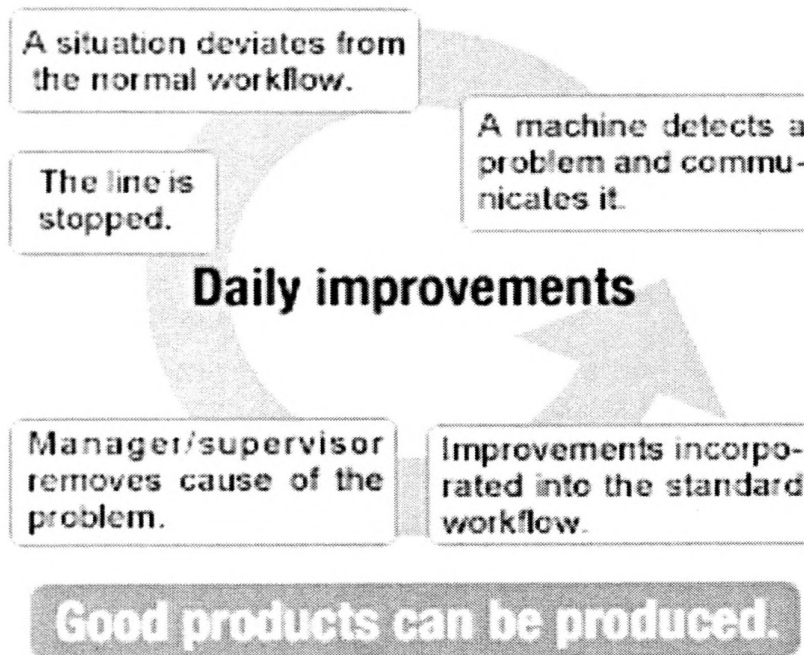 A situation deviates from
the normal workflow.
A machine detects a
problem and commu-
nicates it.
The line is
stopped.
Daily improvements
Manager/supervisor
removes cause of the
problem.
Improvements incorpo-
rated into the standard
workflow.
Good products can be produced.